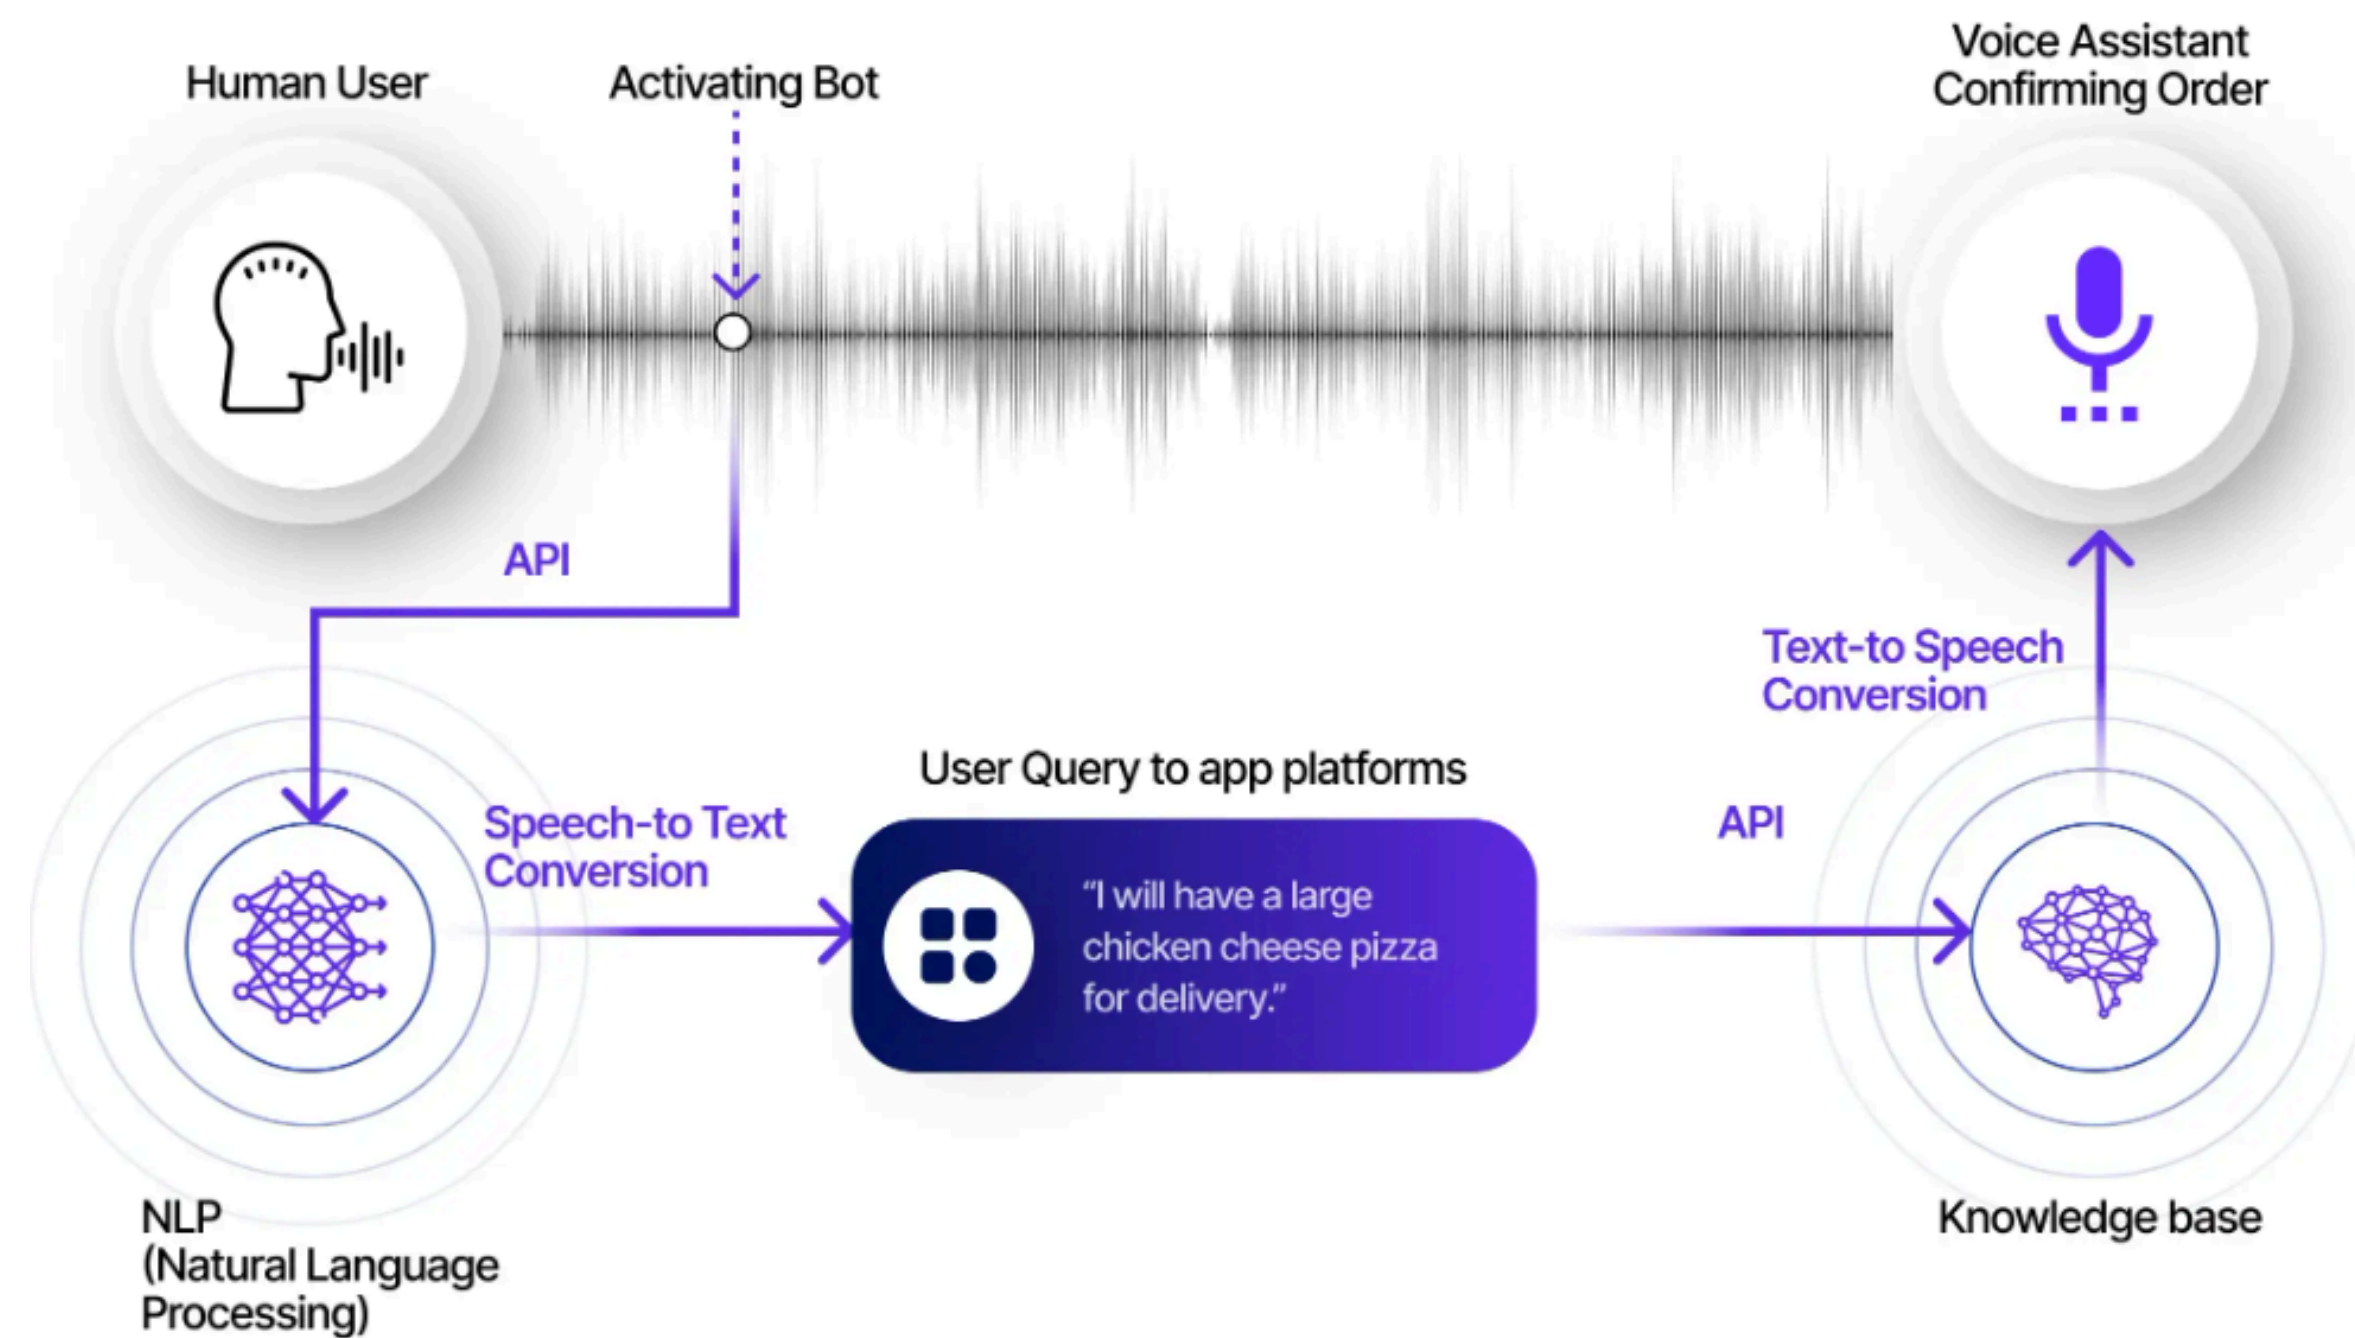 Human User
Activating Bot
Voice Assistant
Confirming Order
API
Text-to Speech
Conversion
User Query to app platforms
Speech-to Text
Conversion
API
“I will have a large
chicken cheese pizza
for delivery.”
NLP
(Natural Language
Processing)
Knowledge base